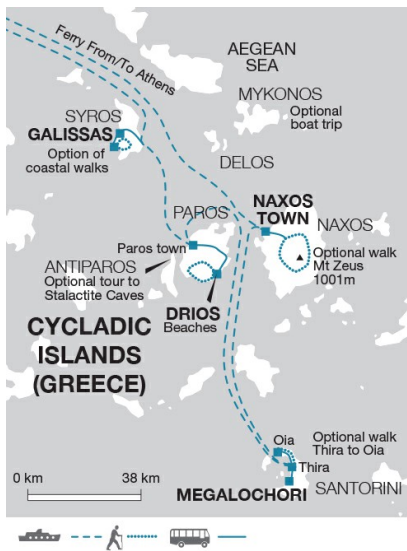 Ferry From/To Athens
AEGEAN
SEA
MYKONOS
Optional
boat trip
SYROS
GALISSAS
Option of
coastal walks
DELOS
PAROS
NAXOS
TOWN
NAXOS
Paros town
Optional walk
Mt Zeus
1001m
ANTIPAROS
Optional tour to
Stalactite Caves
DRIOS
Beaches
CYCLADIC
ISLANDS
(GREECE)
Oia
Optional walk
Thira to Oia
Thira
0 km
38 km
MEGALOCHORI
SANTORINI